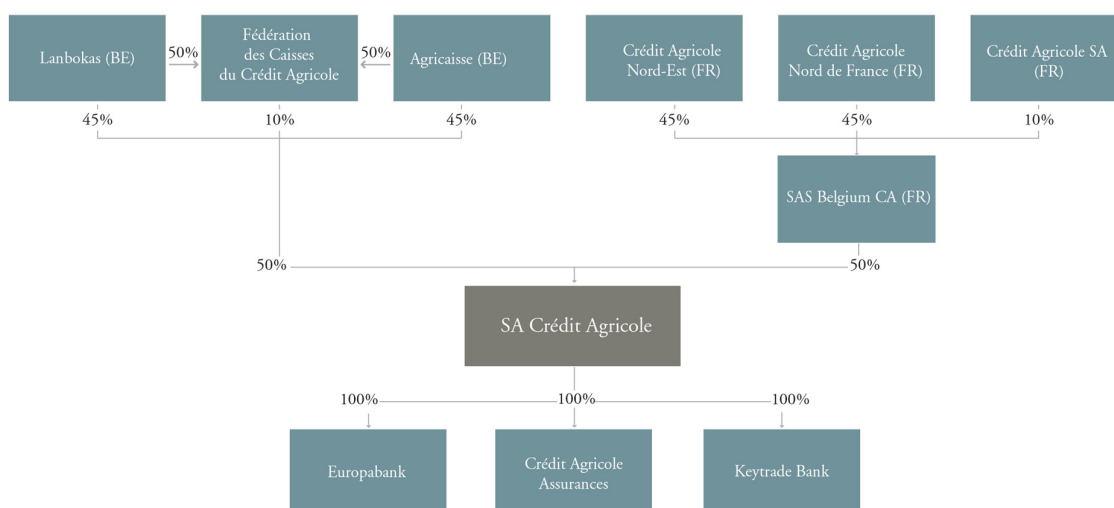 Lanbokas (BE)
50%
Fédération
des Caisses
du Crédit Agricole
50%
Agricaisse (BE)
Crédit Agricole
Nord-Est (FR)
Crédit Agricole
Nord de France (FR)
Crédit Agricole SA
(FR)
45%
10%
45%
45%
45%
10%
SAS Belgium CA (FR)
50%
50%
SA Crédit Agricole
100%
100%
100%
Europabank
Crédit Agricole
Assurances
Keytrade Bank